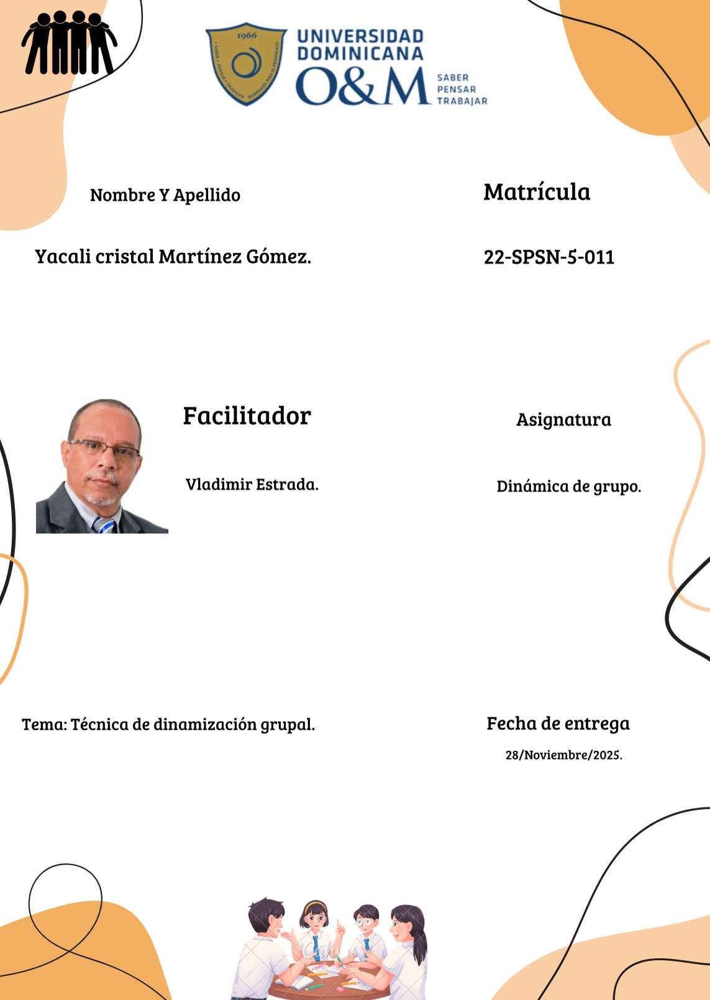 1966
SABER • PENSAR • TRABAJAR
ENSEÑANZA PARA EL DESARROLLO
UNIVERSIDAD
DOMINICANA
O&M
SABER
PENSAR
TRABAJAR
Nombre Y Apellido
Matrícula
Yacali cristal Martínez Gómez.
22-SPSN-5-011
Facilitador
Asignatura
Vladimir Estrada.
Dinámica de grupo.
Tema: Técnica de dinamización grupal.
Fecha de entrega
28/Noviembre/2025.
Canva